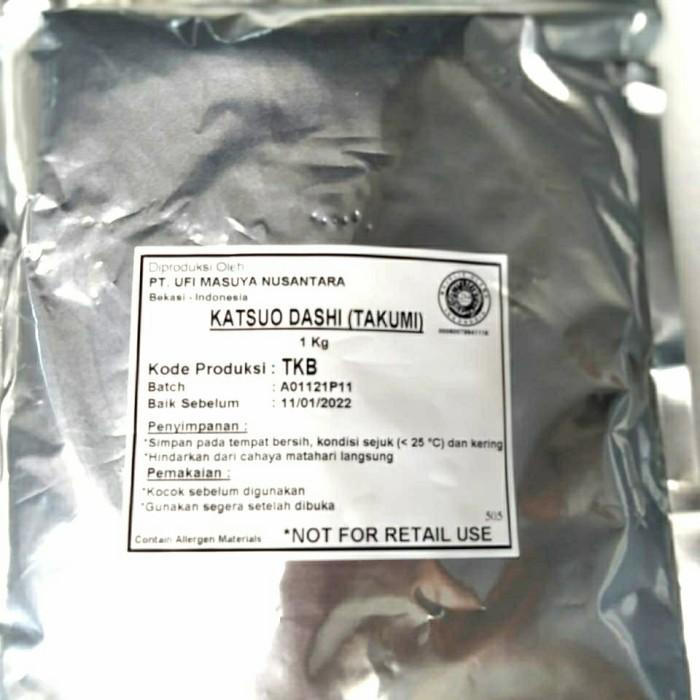 Diproduksi Oleh
PT. UFI MASUYA NUSANTARA
Bekasi - Indonesia
KATSUO DASHI (TAKUMI)
1 Kg
Kode Produksi : TKB
Batch : A01121P11
Baik Sebelum : 11/01/2022
Penyimpanan :
*Simpan pada tempat bersih, kondisi sejuk (< 25 °C) dan kering
*Hindarkan dari cahaya matahari langsung
Pemakaian :
*Kocok sebelum digunakan
*Gunakan segera setelah dibuka
505
Contain Allergen Materials *NOT FOR RETAIL USE